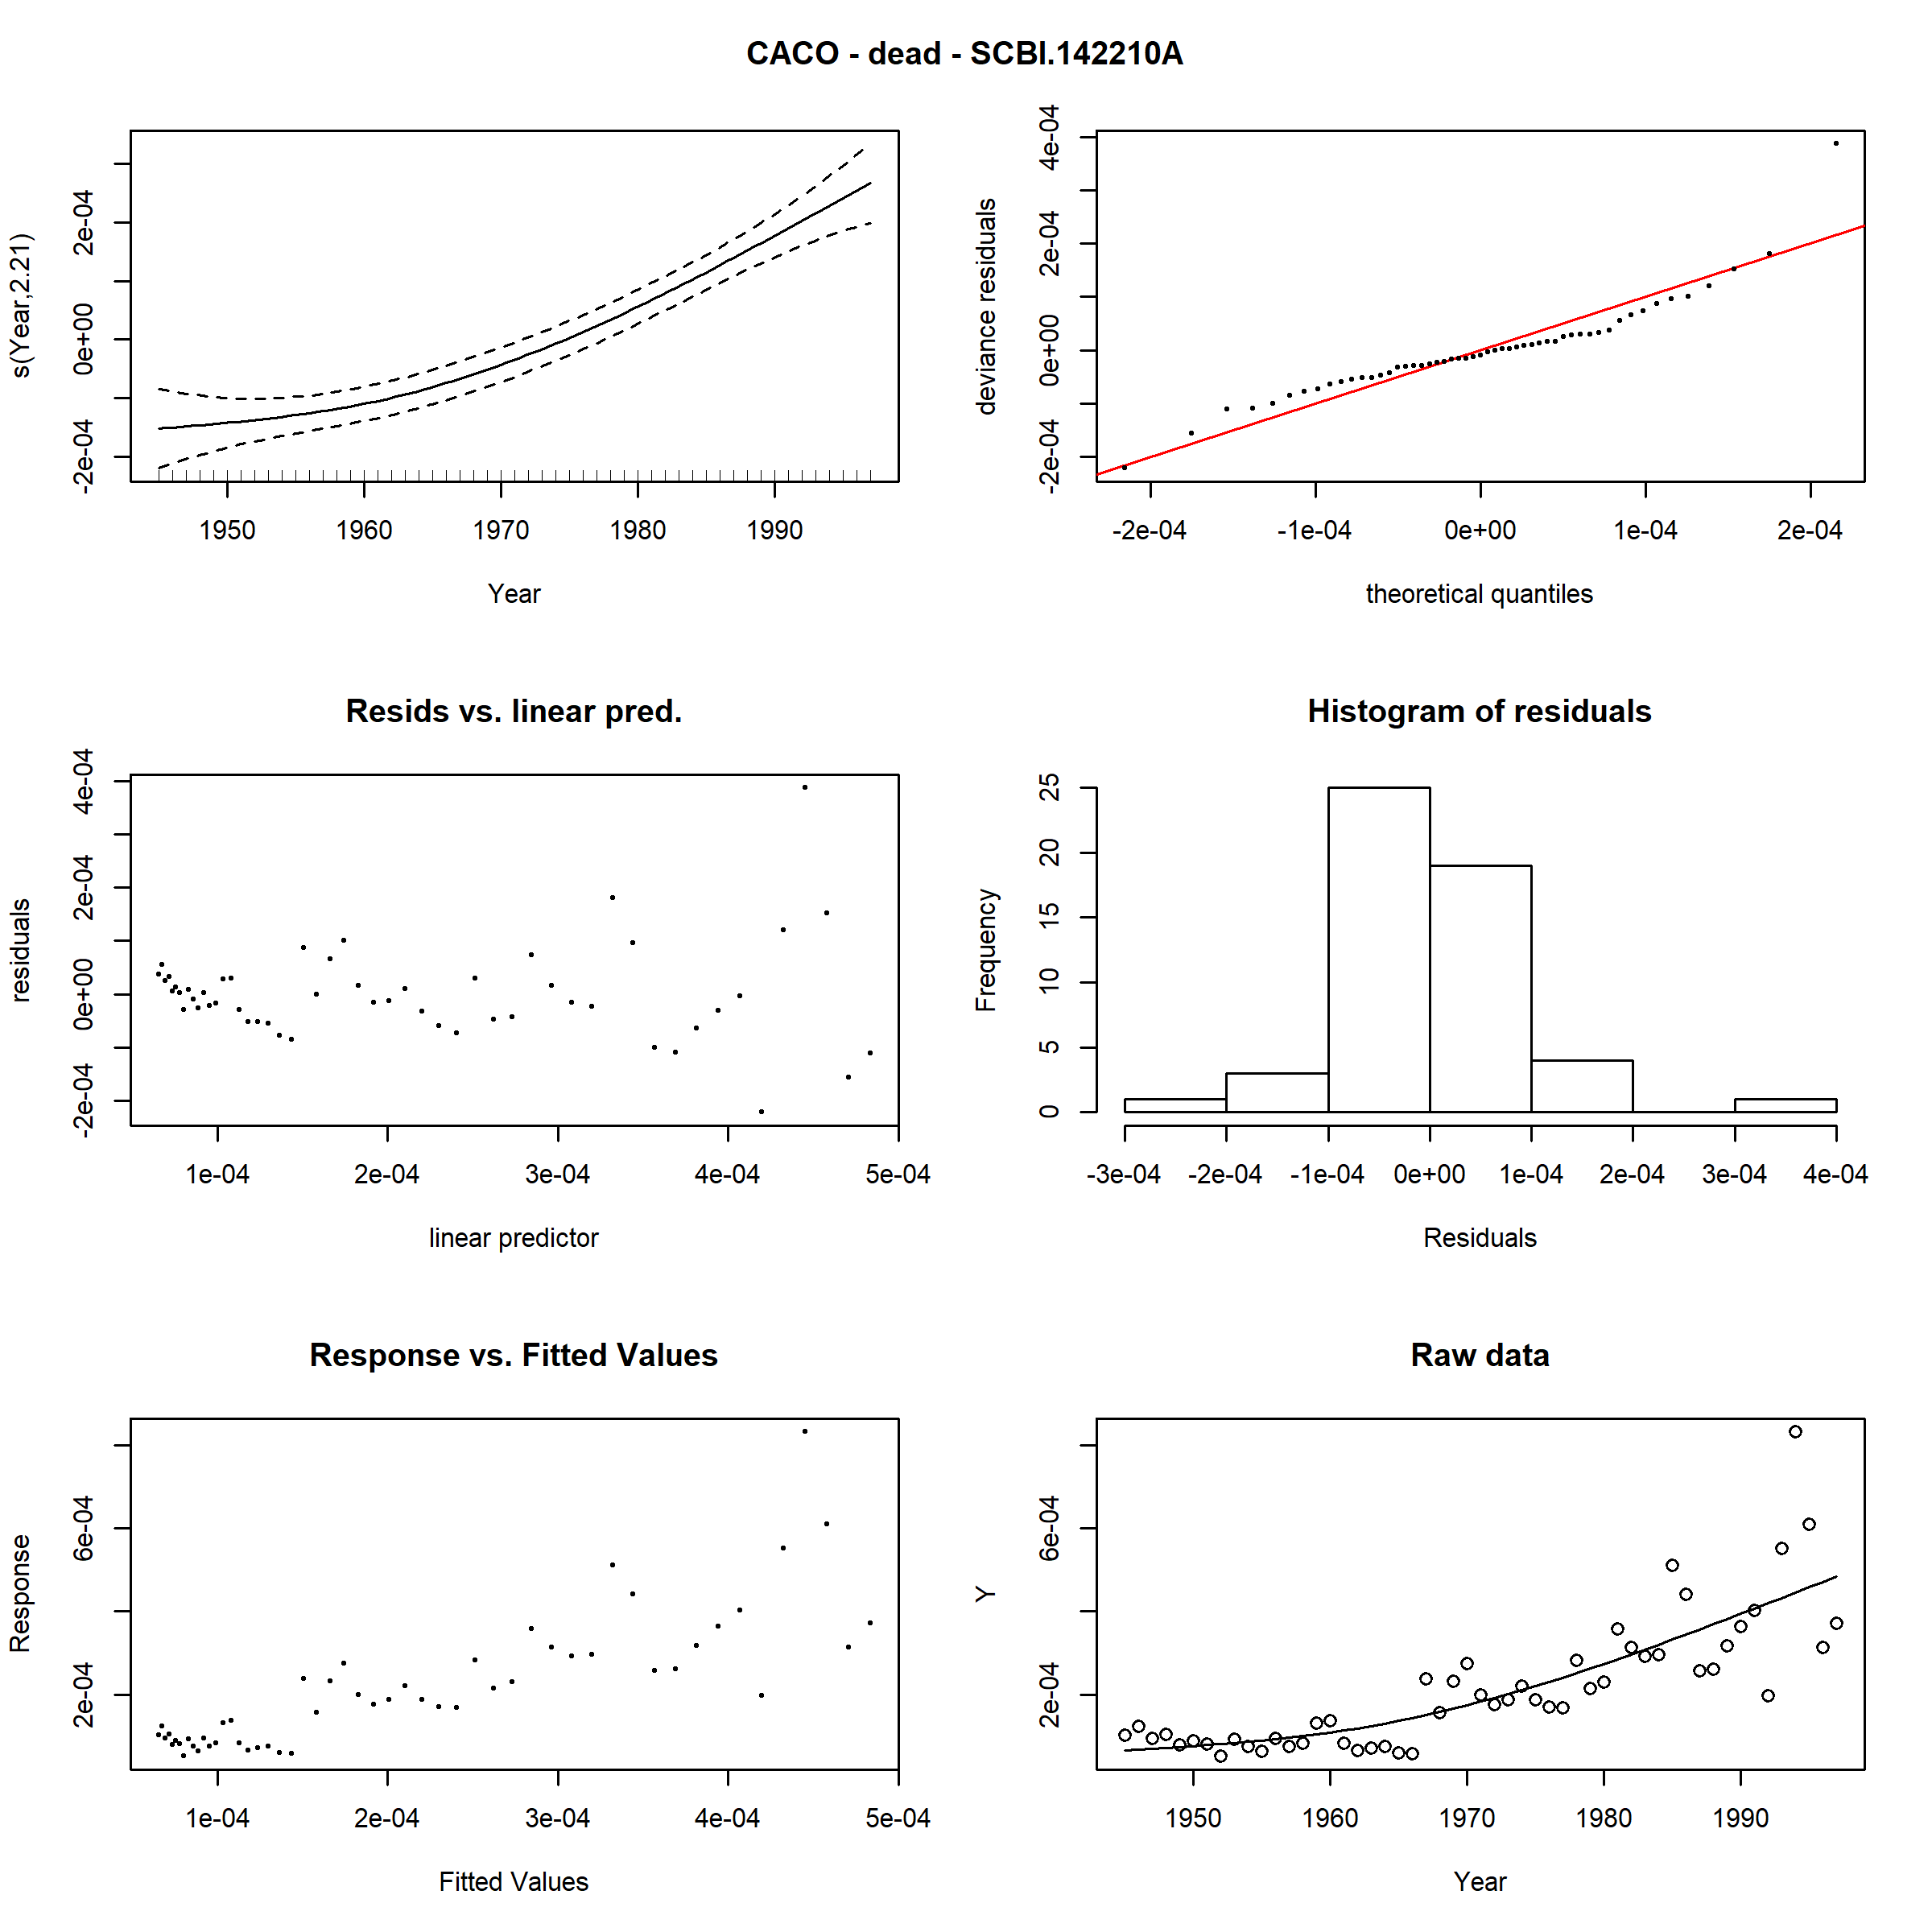 CACO - dead - SCBI.142210A
s(Year,2.21)
-2e-04 0e+00 2e-04
1950 1960 1970 1980 1990
Year
deviance residuals
-2e-04 0e+00 2e-04 4e-04
-2e-04 -1e-04 0e+00 1e-04 2e-04
theoretical quantiles
Resids vs. linear pred.
residuals
-2e-04 0e+00 2e-04 4e-04
1e-04 2e-04 3e-04 4e-04 5e-04
linear predictor
Histogram of residuals
Frequency
0 5 10 15 20 25
-3e-04 -2e-04 -1e-04 0e+00 1e-04 2e-04 3e-04 4e-04
Residuals
Response vs. Fitted Values
Response
2e-04 6e-04
1e-04 2e-04 3e-04 4e-04 5e-04
Fitted Values
Raw data
Y
2e-04 6e-04
1950 1960 1970 1980 1990
Year